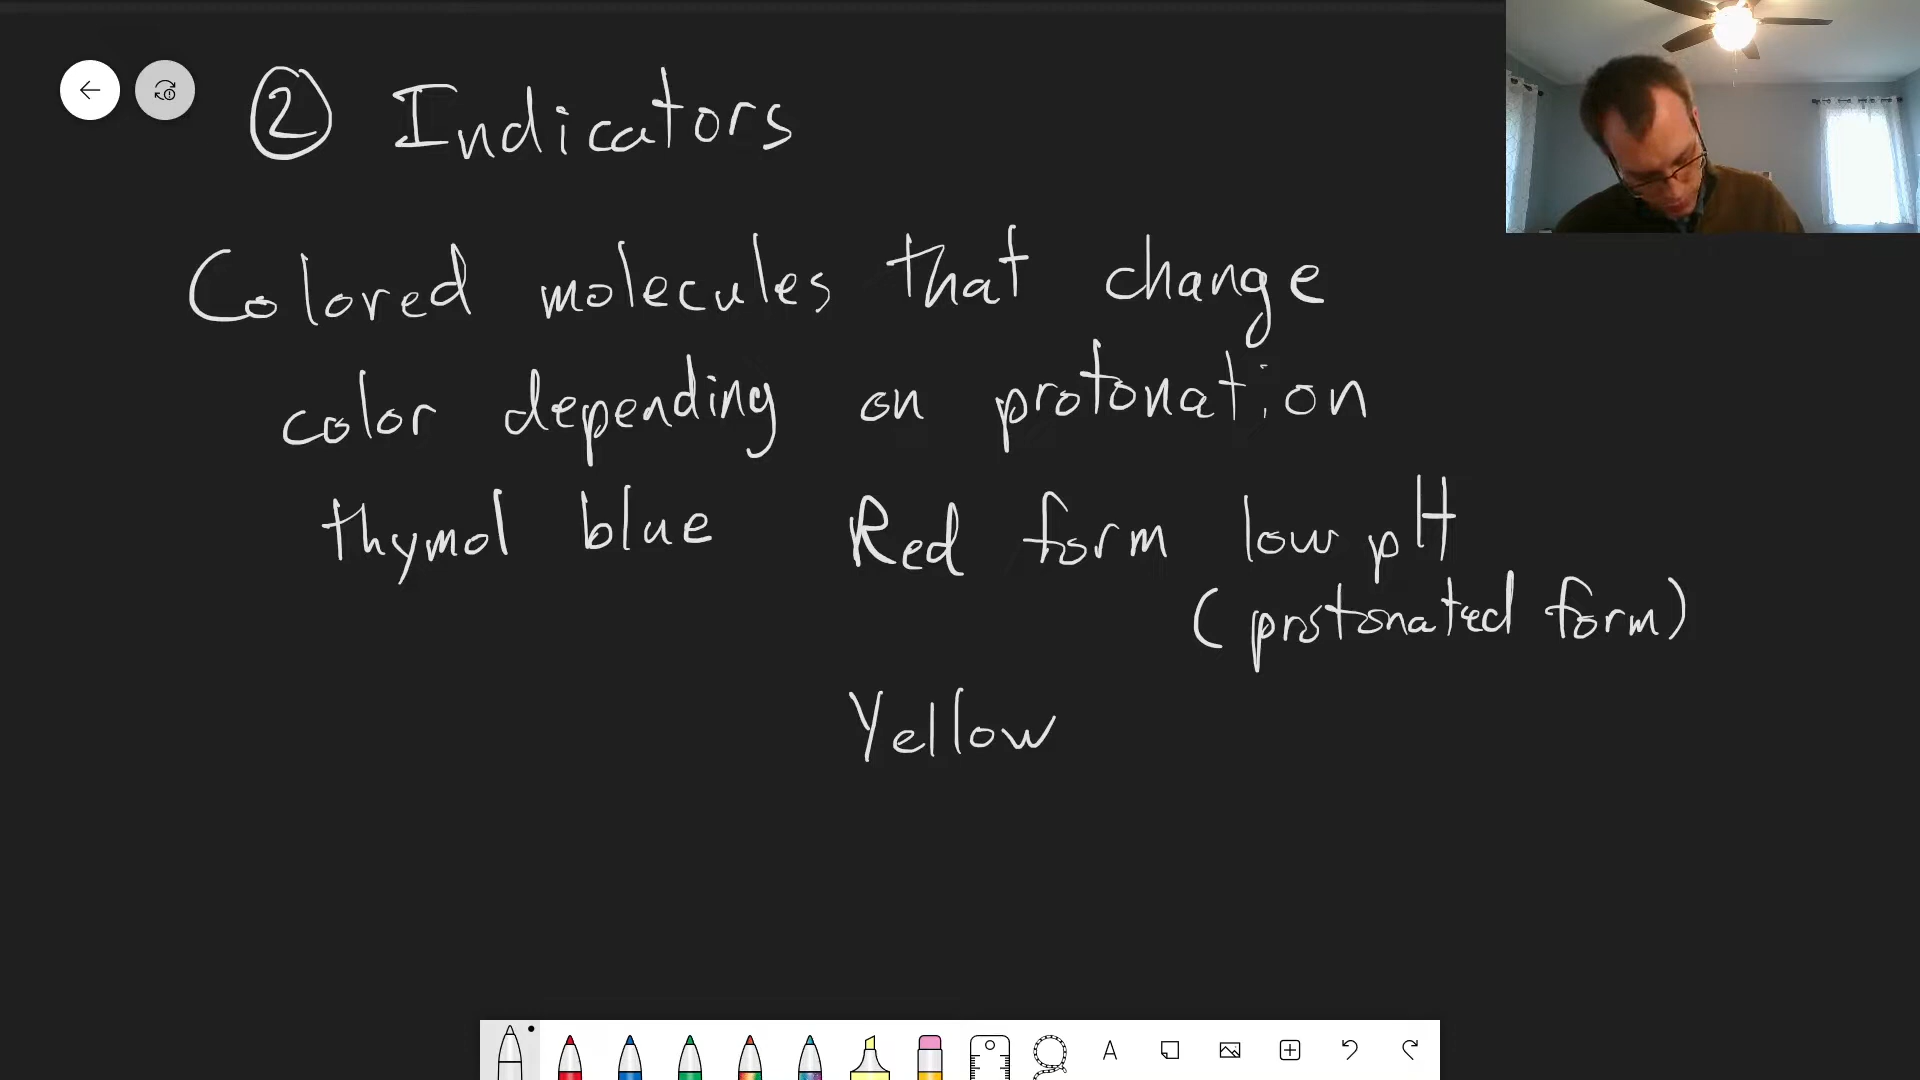 ② Indicators
Colored molecules that change
color depending on protonation
thymol blue Red form low pH
(protonated form)
Yellow
A